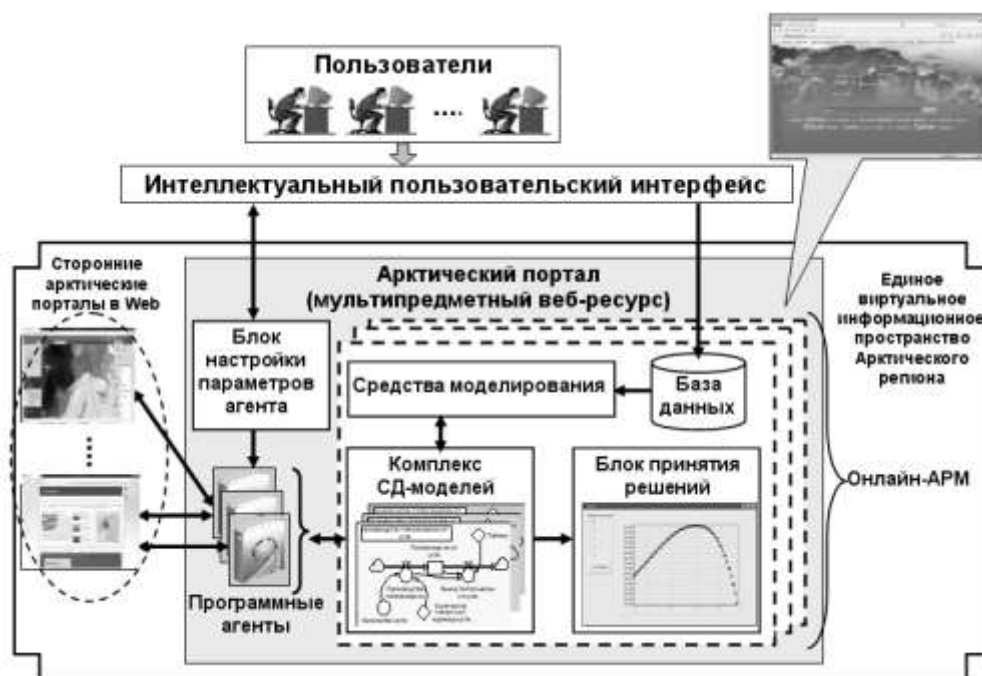 Пользователи
Интеллектуальный пользовательский интерфейс
Сторонние
арктические
порталы в Web
Арктический портал
(мультипредметный веб-ресурс)
Единое
виртуальное
информационное
пространство
Арктического
региона
Блок
настройки
параметров
агента
Средства моделирования
База
данных
Комплекс
СД-моделей
Блок принятия
решений
Онлайн-АРМ
Программные
агенты